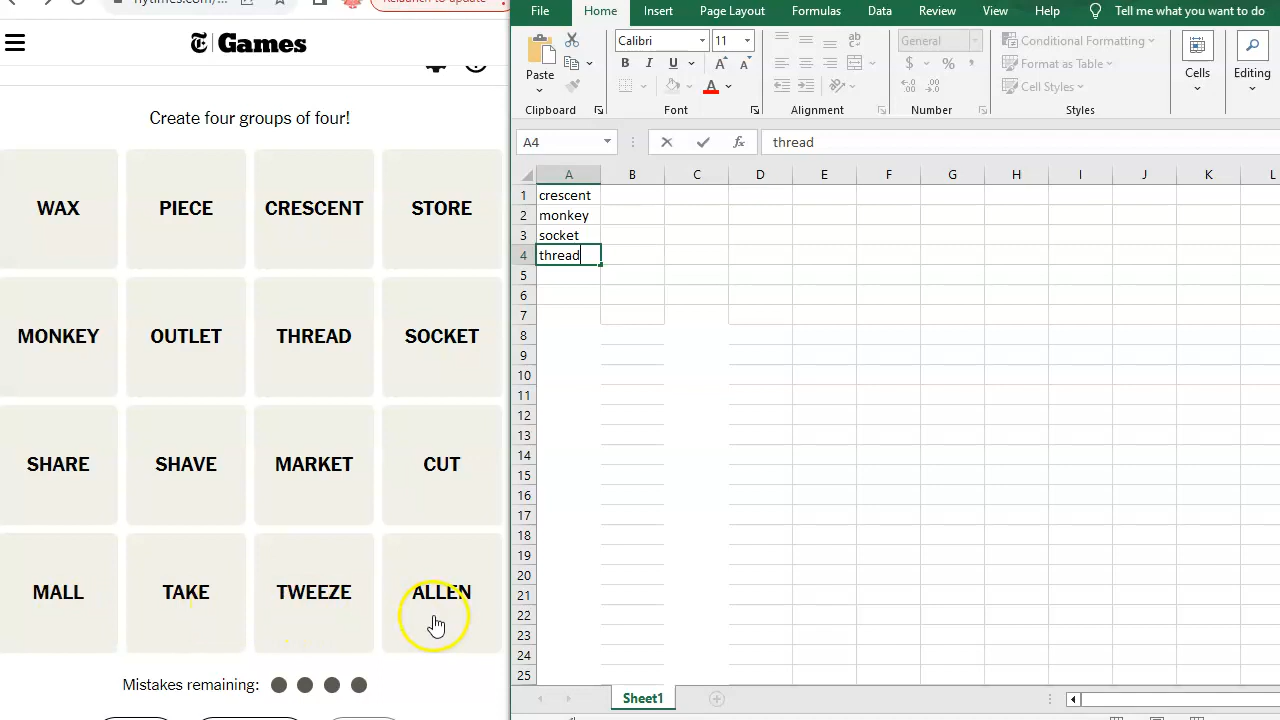 Games
Create four groups of four!
WAX PIECE CRESCENT STORE
MONKEY OUTLET THREAD SOCKET
SHARE SHAVE MARKET CUT
MALL TAKE TWEEZE ALLEN
Mistakes remaining:
File Home Insert Page Layout Formulas Data Review View Help Tell me what you want to do
Calibri 11 General Conditional Formatting
Paste B I U A $ % , Format as Table Cells Editing
Cell Styles
Clipboard Font Alignment Number Styles
A4 fx thread
A B C D E F G H I J K L
1 crescent
2 monkey
3 socket
4 thread
5
6
7
8
9
10
11
12
13
14
15
16
17
18
19
20
21
22
23
24
25
Sheet1